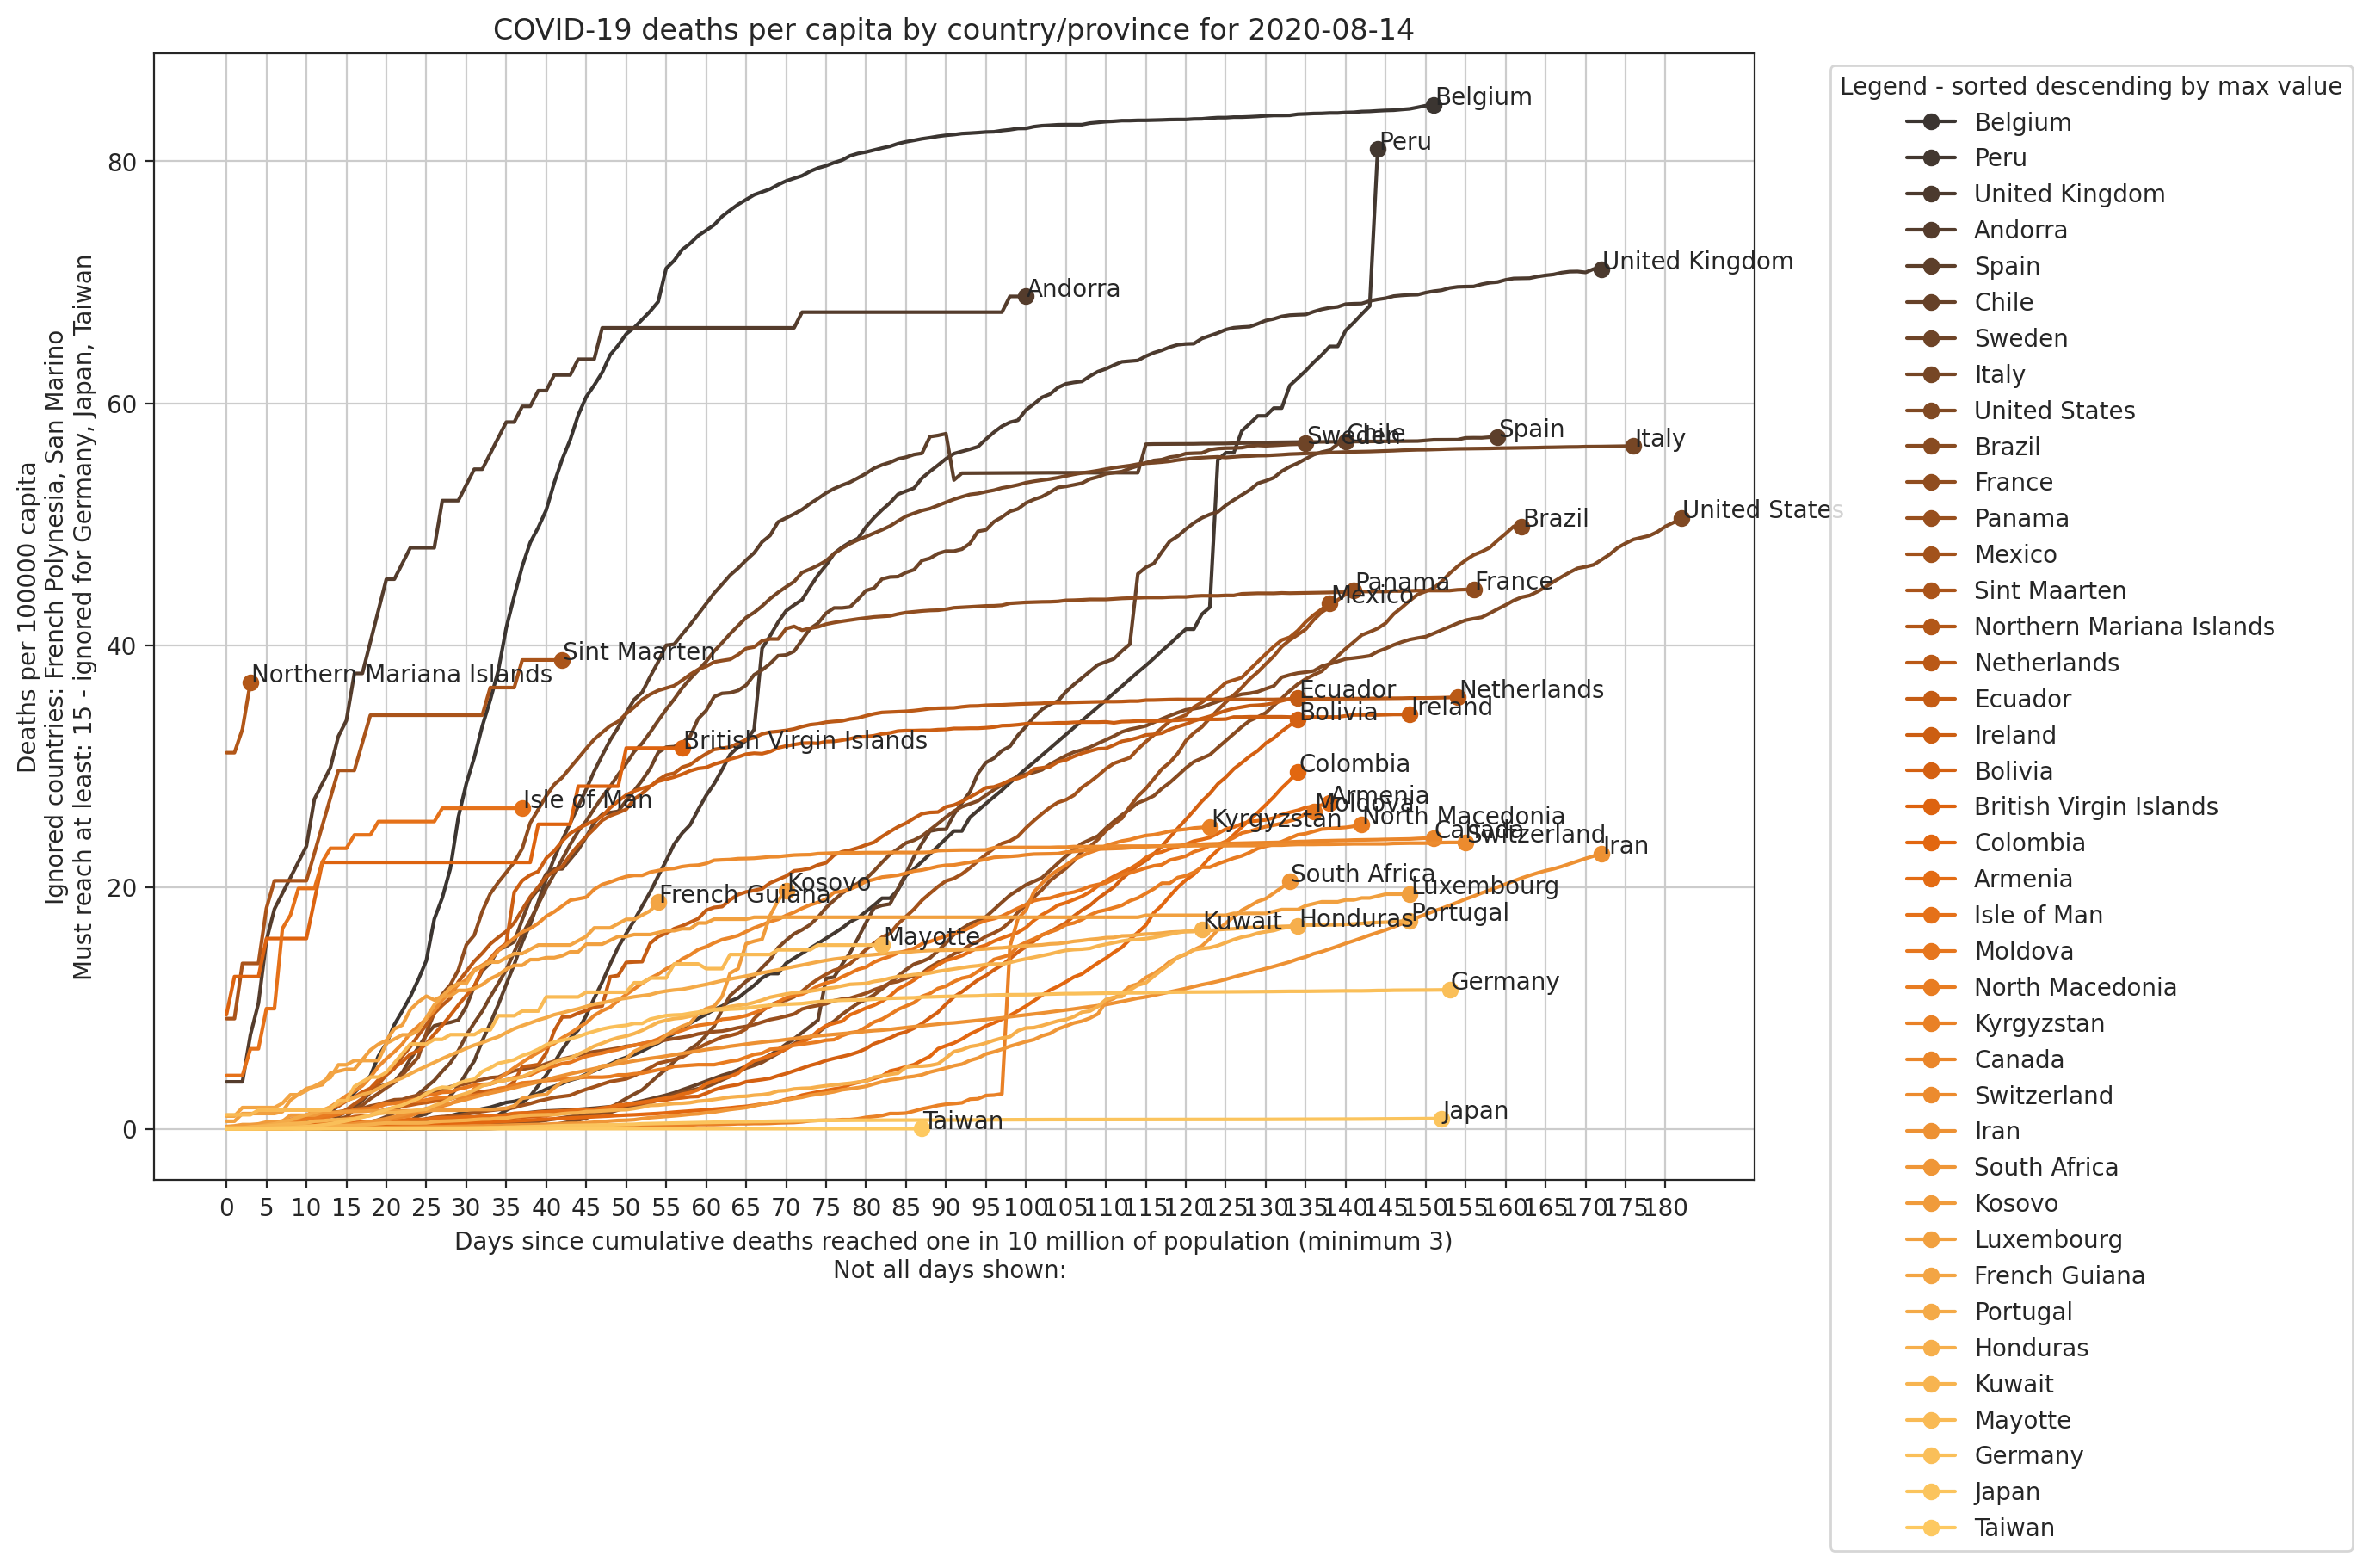 COVID-19 deaths per capita by country/province for 2020-08-14
Deaths per 100000 capita
Ignored countries: French Polynesia, San Marino
Must reach at least: 15 - ignored for Germany, Japan, Taiwan
80
60
40
20
0
Belgium
Peru
United Kingdom
Andorra
Spain
Chile
Sweden
Italy
United States
Brazil
Panama
France
Mexico
Sint Maarten
Northern Mariana Islands
Ecuador
Netherlands
Bolivia
Ireland
British Virgin Islands
Colombia
Armenia
Isle of Man
Moldova
North Macedonia
Kyrgyzstan
Canada
Switzerland
Iran
South Africa
Kosovo
Luxembourg
French Guiana
Portugal
Honduras
Kuwait
Mayotte
Germany
Japan
Taiwan
0 5 10 15 20 25 30 35 40 45 50 55 60 65 70 75 80 85 90 95 100 105 110 115 120 125 130 135 140 145 150 155 160 165 170 175 180
Days since cumulative deaths reached one in 10 million of population (minimum 3)
Not all days shown:
Legend - sorted descending by max value
Belgium
Peru
United Kingdom
Andorra
Spain
Chile
Sweden
Italy
United States
Brazil
France
Panama
Mexico
Sint Maarten
Northern Mariana Islands
Netherlands
Ecuador
Ireland
Bolivia
British Virgin Islands
Colombia
Armenia
Isle of Man
Moldova
North Macedonia
Kyrgyzstan
Canada
Switzerland
Iran
South Africa
Kosovo
Luxembourg
French Guiana
Portugal
Honduras
Kuwait
Mayotte
Germany
Japan
Taiwan